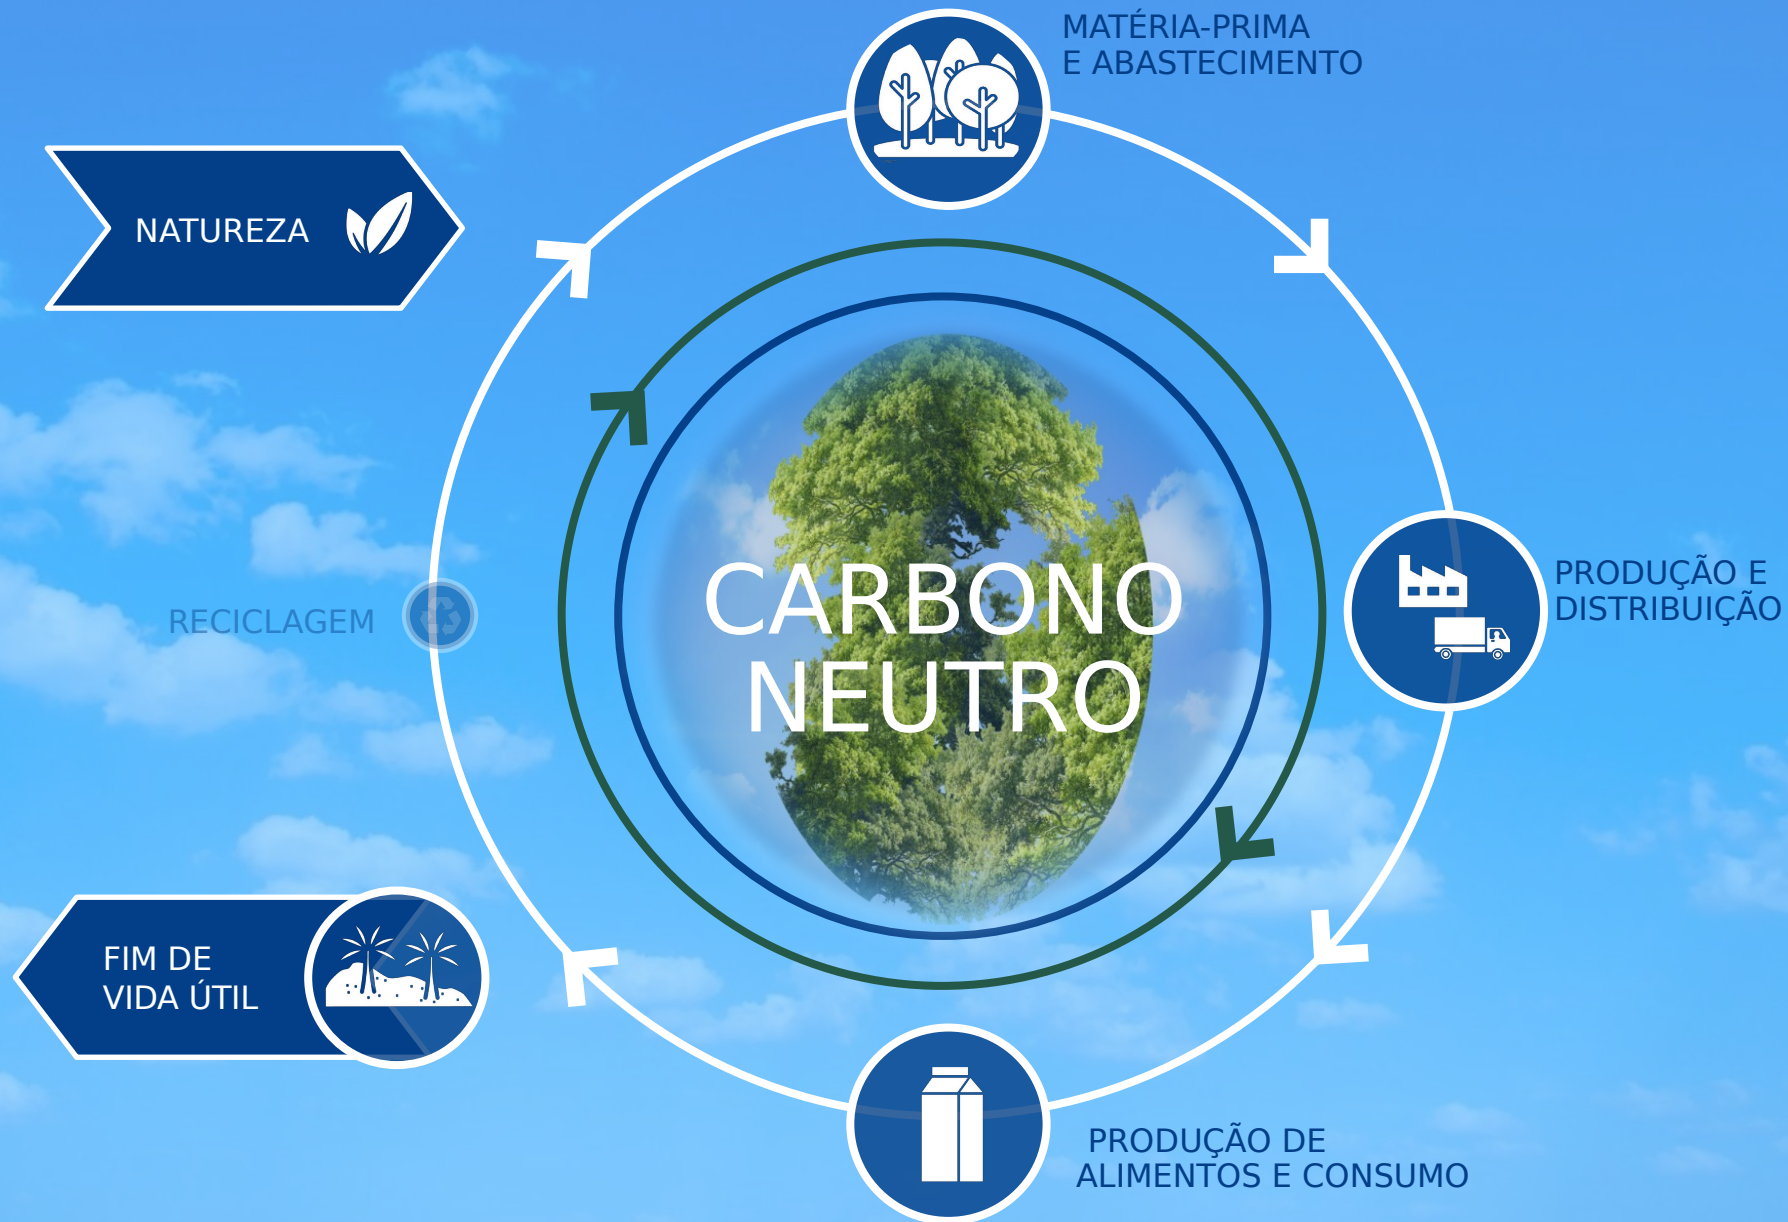 MATÉRIA-PRIMA
E ABASTECIMENTO
NATUREZA
CARBONO
NEUTRO
PRODUÇÃO E
DISTRIBUIÇÃO
RECICLAGEM
FIM DE
VIDA ÚTIL
PRODUÇÃO DE
ALIMENTOS E CONSUMO